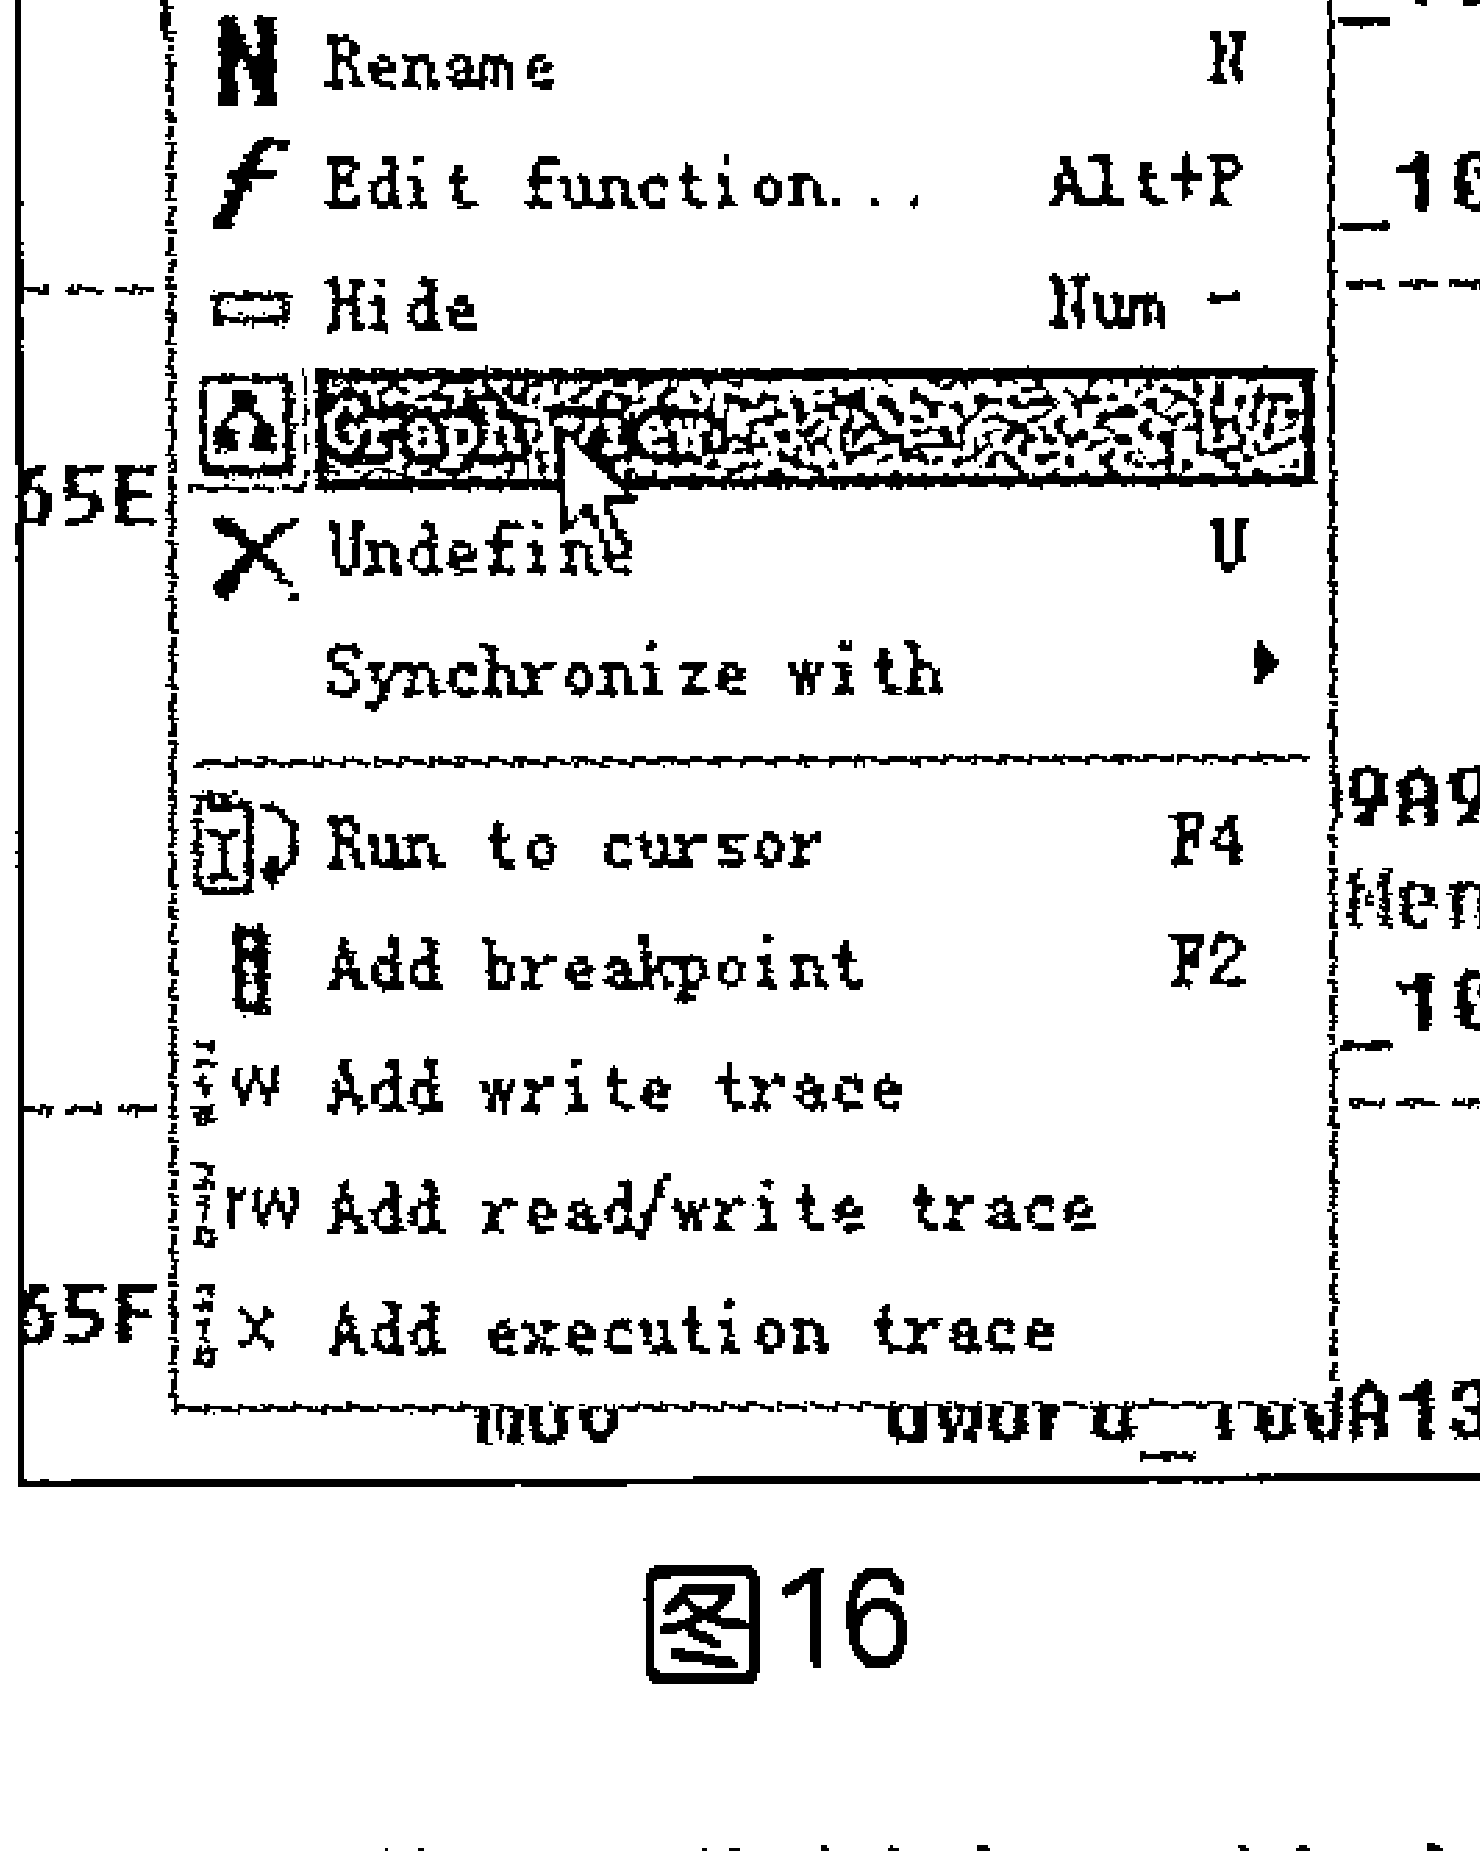 N Rename N
f Edit function... Alt+P
Hide Num -
Graph view
65E
Undefine U
Synchronize with
Run to cursor F4
Add breakpoint F2
w Add write trace
rw Add read/write trace
65F x Add execution trace
图16